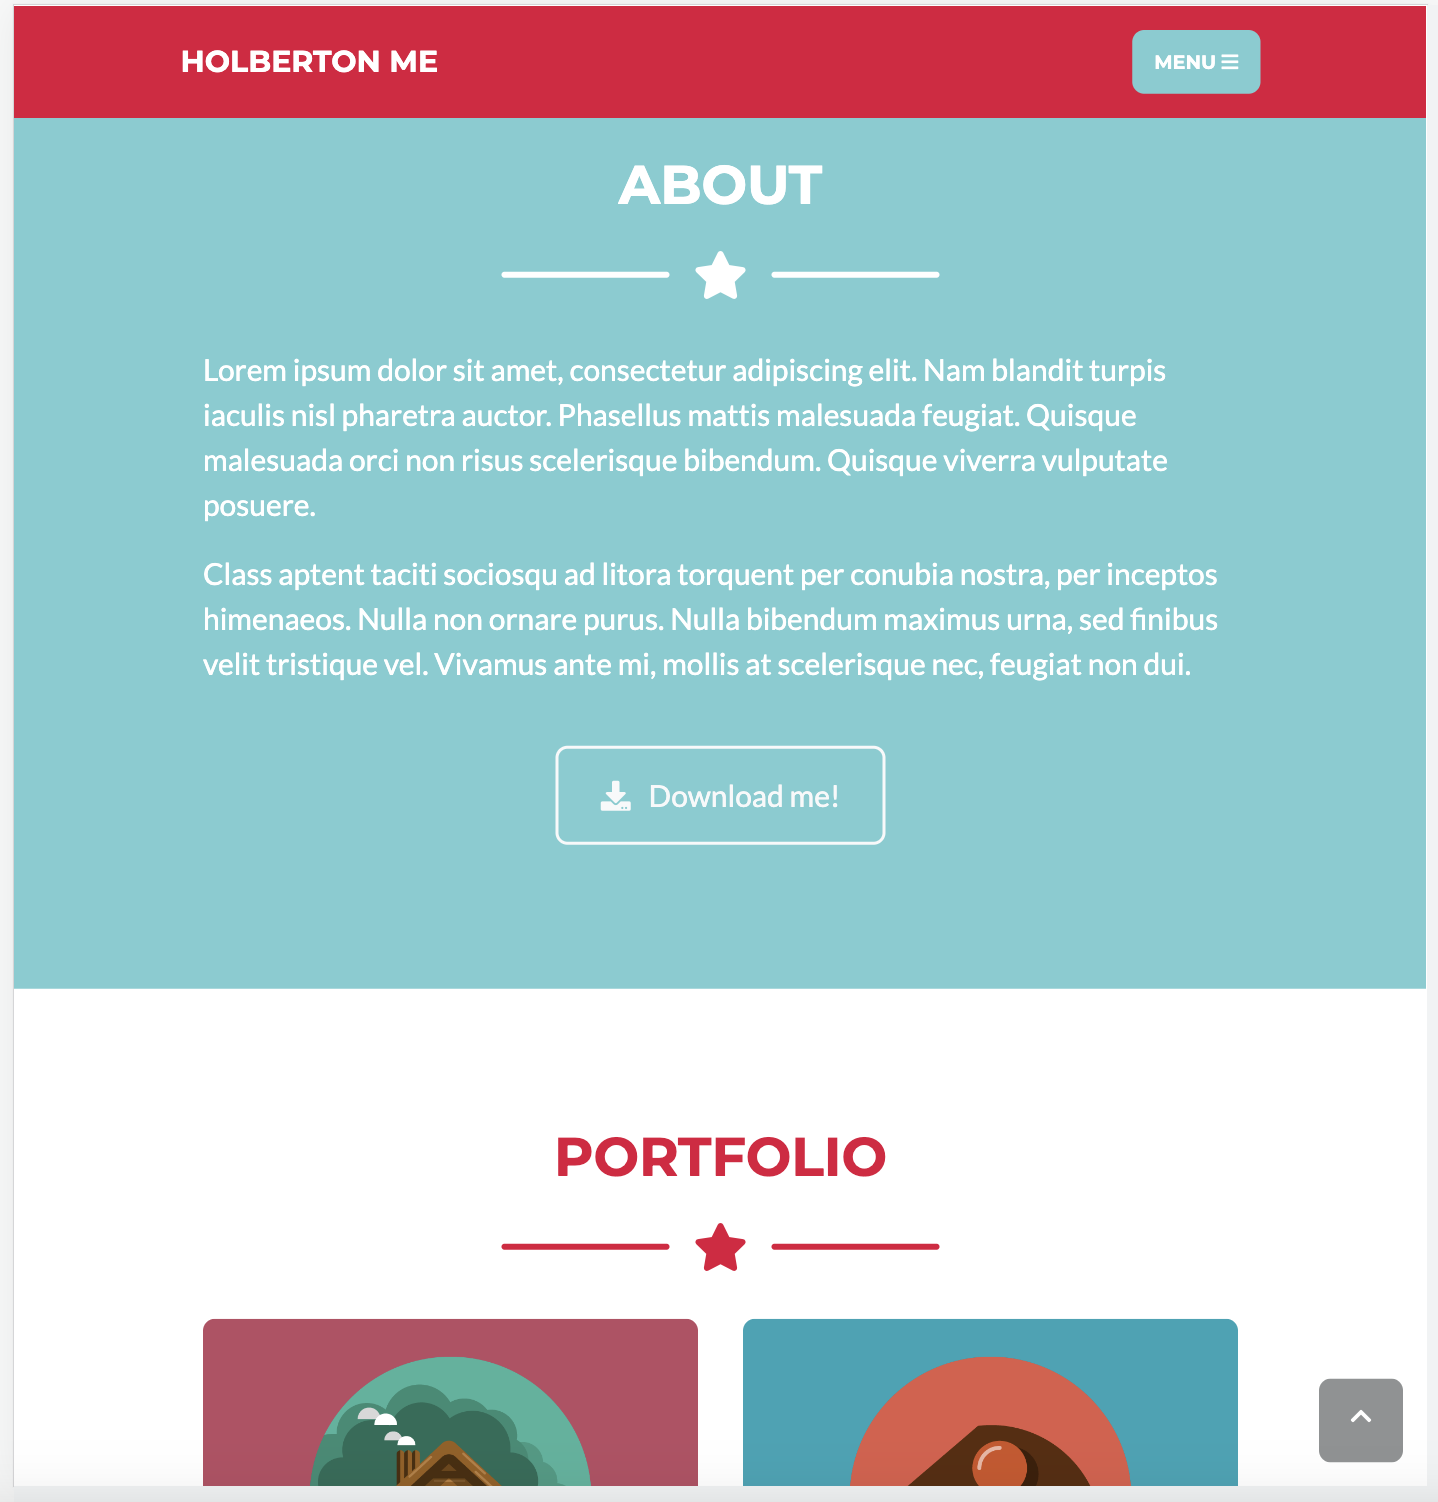 HOLBERTON ME
MENU
ABOUT
Lorem ipsum dolor sit amet, consectetur adipiscing elit. Nam blandit turpis
iaculis nisl pharetra auctor. Phasellus mattis malesuada feugiat. Quisque
malesuada orci non risus scelerisque bibendum. Quisque viverra vulputate
posuere.
Class aptent taciti sociosqu ad litora torquent per conubia nostra, per inceptos
himenaeos. Nulla non ornare purus. Nulla bibendum maximus urna, sed finibus
velit tristique vel. Vivamus ante mi, mollis at scelerisque nec, feugiat non dui.
Download me!
PORTFOLIO